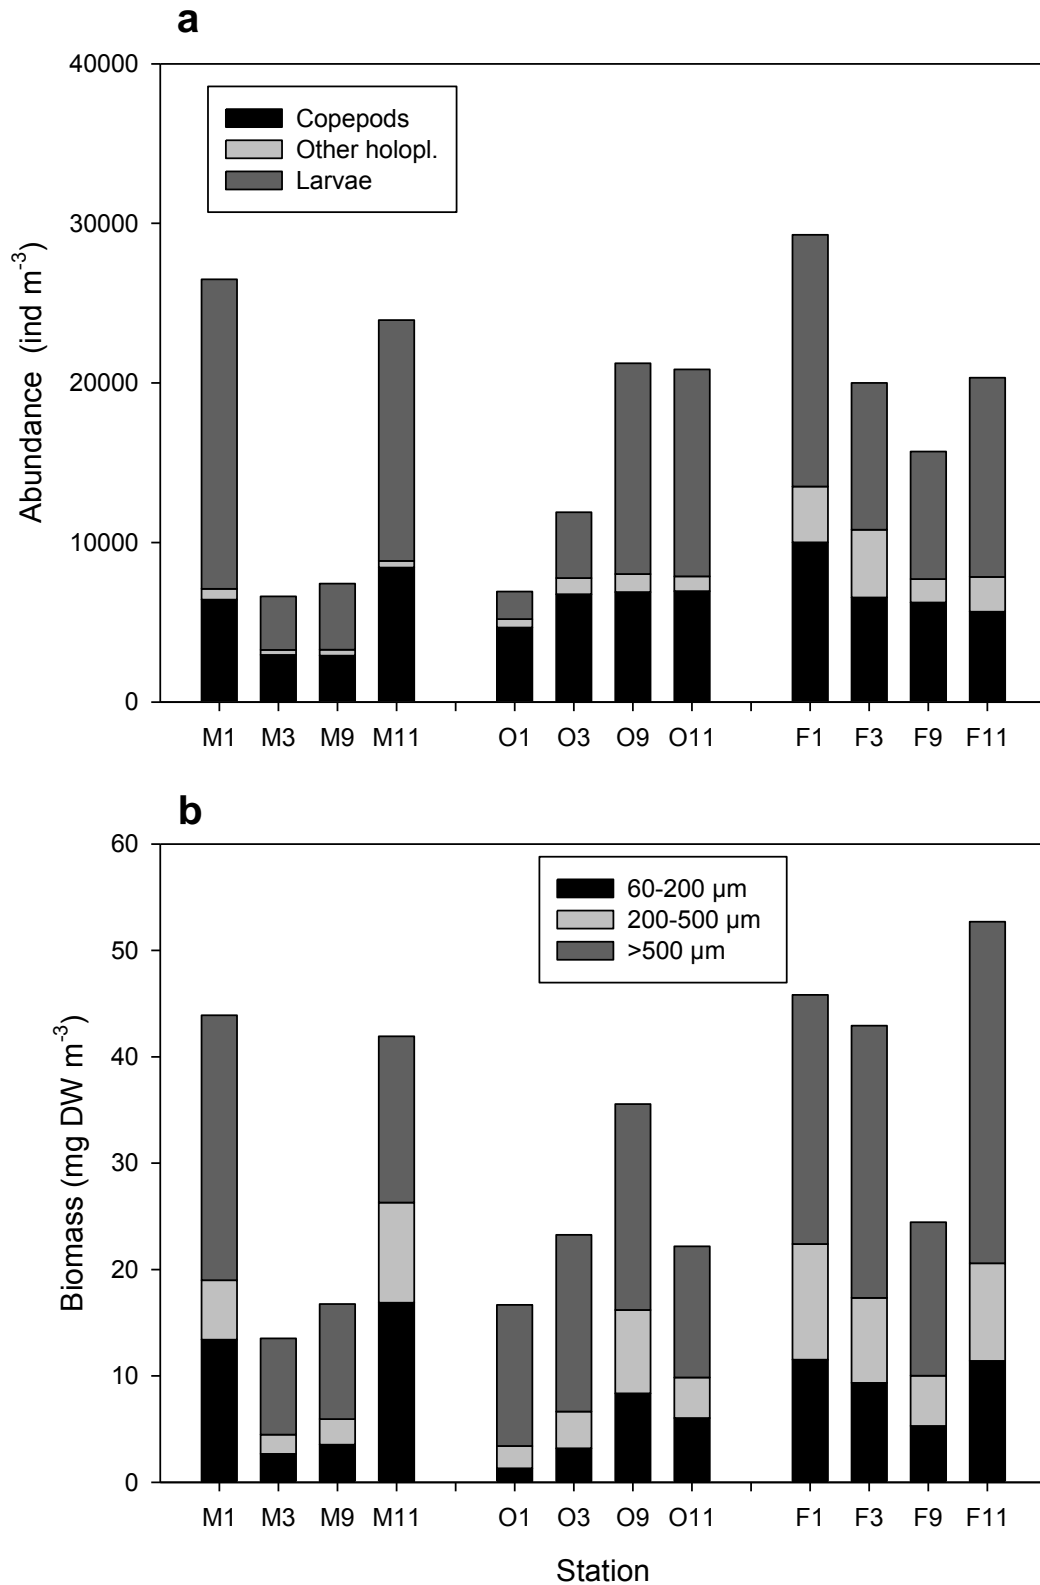 a
40000
30000
20000
10000
0
Abundance (ind m⁻³)
Copepods
Other holopl.
Larvae
M1 M3 M9 M11 O1 O3 O9 O11 F1 F3 F9 F11
b
60
50
40
30
20
10
0
Biomass (mg DW m⁻³)
60-200 µm
200-500 µm
>500 µm
M1 M3 M9 M11 O1 O3 O9 O11 F1 F3 F9 F11
Station